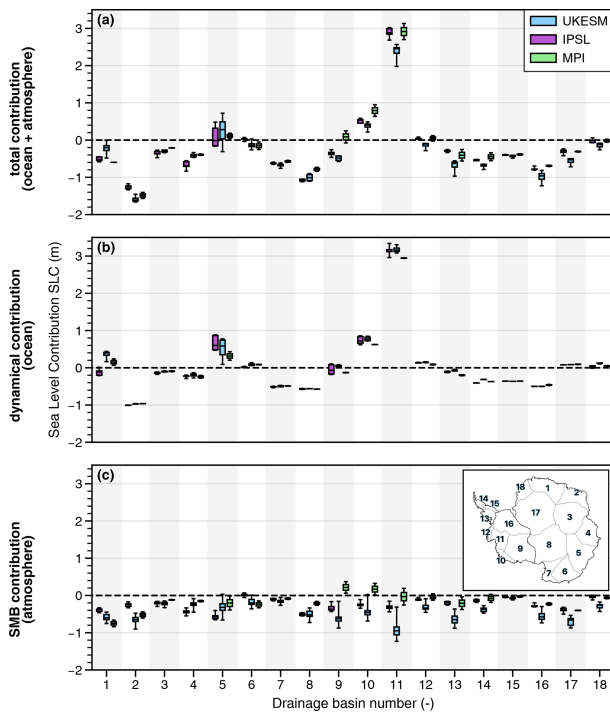 (a)
UKESM
IPSL
MPI
total contribution
(ocean + atmosphere)
3
2
1
0
−1
−2
(b)
dynamical contribution
(ocean)
Sea Level Contribution SLC (m)
3
2
1
0
−1
−2
(c)
SMB contribution
(atmosphere)
3
2
1
0
−1
−2
18 1 2
14 15 17 3
13 16 4
12 11 8 5
10 9
7 6
1 2 3 4 5 6 7 8 9 10 11 12 13 14 15 16 17 18
Drainage basin number (-)